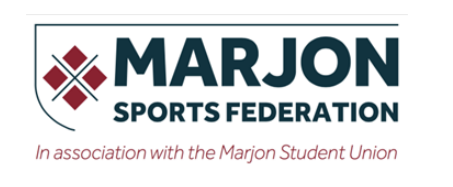 MARJON
SPORTS FEDERATION
In association with the Marjon Student Union